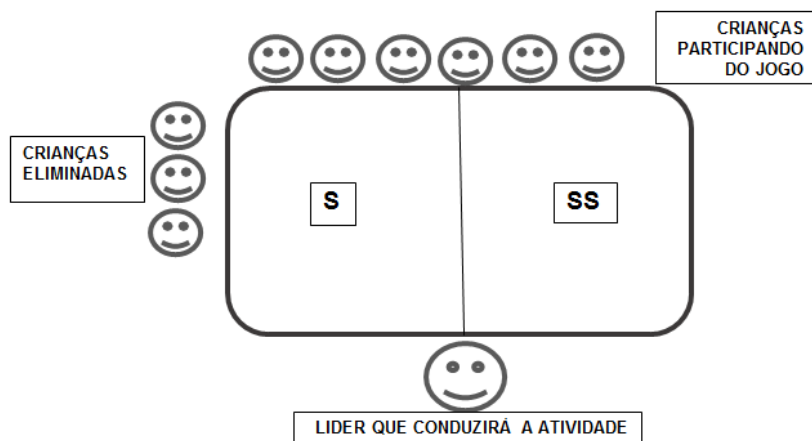 CRIANÇAS
PARTICIPANDO
DO JOGO
CRIANÇAS
ELIMINADAS
S
SS
LIDER QUE CONDUZIRÁ A ATIVIDADE